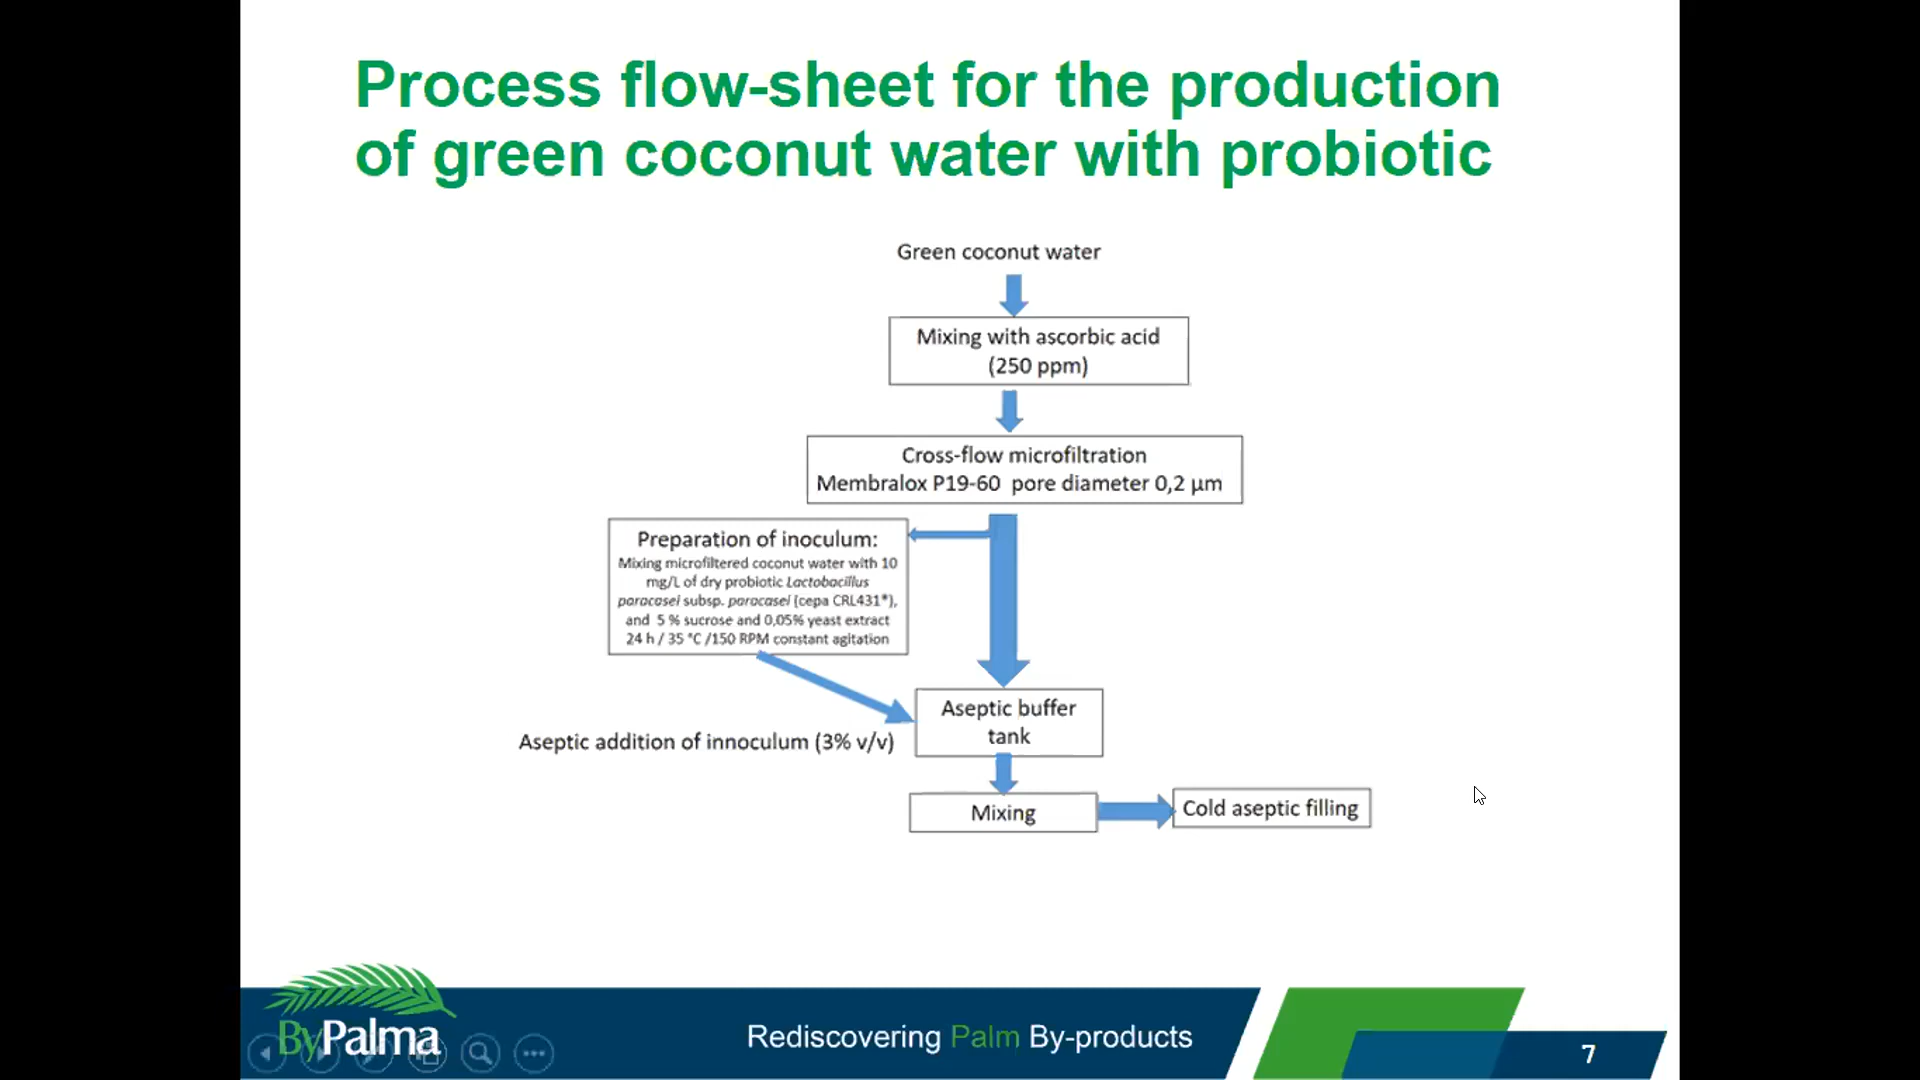 Process flow-sheet for the production
of green coconut water with probiotic
Green coconut water
Mixing with ascorbic acid
(250 ppm)
Cross-flow microfiltration
Membralox P19-60 pore diameter 0,2 µm
Preparation of inoculum:
Mixing microfiltered coconut water with 10
mg/L of dry probiotic Lactobacillus
paracasei subsp. paracasei (cepa CRL431*),
and 5 % sucrose and 0,05% yeast extract
24 h / 35 °C /150 RPM constant agitation
Aseptic buffer
tank
Aseptic addition of innoculum (3% v/v)
Mixing
Cold aseptic filling
ByPalma
Rediscovering Palm By-products
7